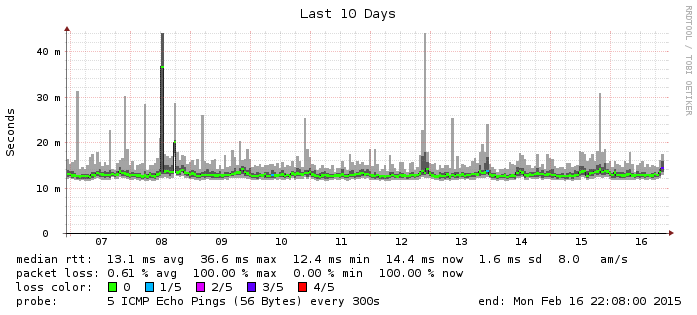 Last 10 Days
RRDTOOL / TOBI OETIKER
Seconds
40 m
30 m
20 m
10 m
0
07 08 09 10 11 12 13 14 15 16
median rtt: 13.1 ms avg 36.6 ms max 12.4 ms min 14.4 ms now 1.6 ms sd 8.0 am/s
packet loss: 0.61 % avg 100.00 % max 0.00 % min 100.00 % now
loss color: 0 1/5 2/5 3/5 4/5
probe: 5 ICMP Echo Pings (56 Bytes) every 300s end: Mon Feb 16 22:08:00 2015